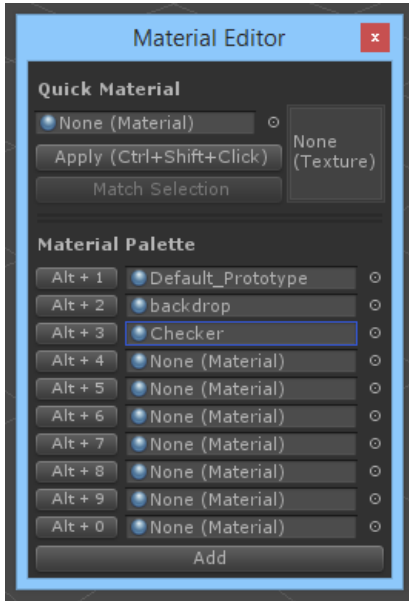 Material Editor
x
Quick Material
None (Material)
None
(Texture)
Apply (Ctrl+Shift+Click)
Match Selection
Material Palette
Alt + 1 Default_Prototype
Alt + 2 backdrop
Alt + 3 Checker
Alt + 4 None (Material)
Alt + 5 None (Material)
Alt + 6 None (Material)
Alt + 7 None (Material)
Alt + 8 None (Material)
Alt + 9 None (Material)
Alt + 0 None (Material)
Add